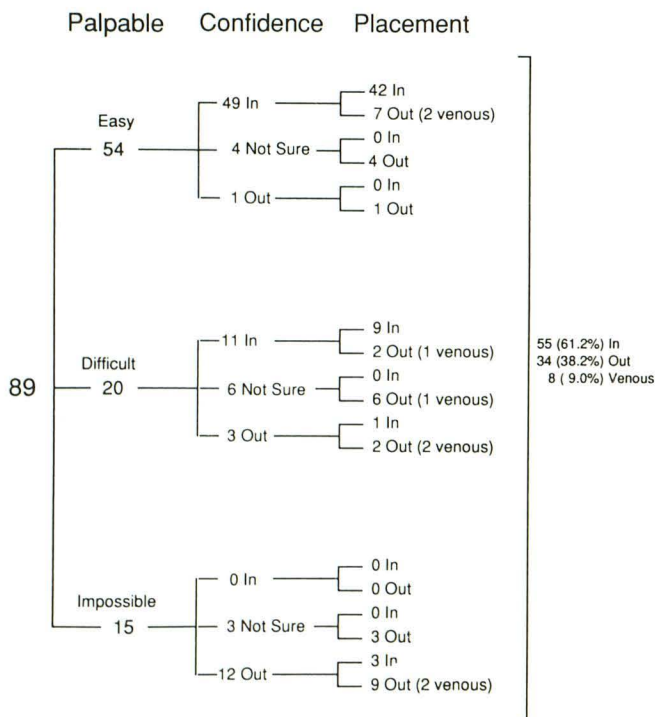 Palpable Confidence Placement
42 In
49 In
7 Out (2 venous)
Easy
0 In
54
4 Not Sure
4 Out
0 In
1 Out
1 Out
9 In
11 In
2 Out (1 venous)
55 (61.2%) In
34 (38.2%) Out
8 ( 9.0%) Venous
Difficult
0 In
89
20
6 Not Sure
6 Out (1 venous)
1 In
3 Out
2 Out (2 venous)
0 In
0 In
0 Out
Impossible
0 In
15
3 Not Sure
3 Out
3 In
12 Out
9 Out (2 venous)